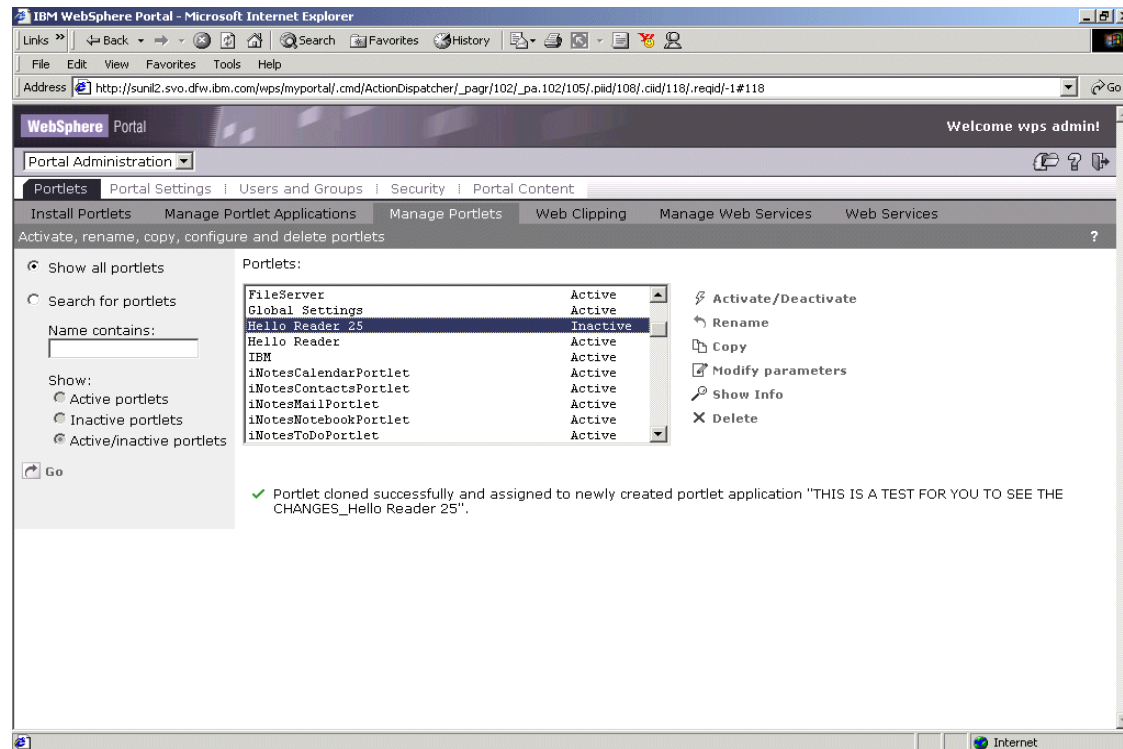 IBM WebSphere Portal - Microsoft Internet Explorer
Links » Back Search Favorites History
File Edit View Favorites Tools Help
Address http://sunil2.svo.dfw.ibm.com/wps/myportal/.cmd/ActionDispatcher/_pagr/102/_pa.102/105/.piid/108/.ciid/118/.reqid/-1#118 Go
WebSphere Portal Welcome wps admin!
Portal Administration
Portlets Portal Settings Users and Groups Security Portal Content
Install Portlets Manage Portlet Applications Manage Portlets Web Clipping Manage Web Services Web Services
Activate, rename, copy, configure and delete portlets ?
Show all portlets
Search for portlets
Name contains:
Show:
Active portlets
Inactive portlets
Active/inactive portlets
Go
Portlets:
FileServer Active
Global Settings Active
Hello Reader 25 Inactive
Hello Reader Active
IBM Active
iNotesCalendarPortlet Active
iNotesContactsPortlet Active
iNotesMailPortlet Active
iNotesNotebookPortlet Active
iNotesToDoPortlet Active
Activate/Deactivate
Rename
Copy
Modify parameters
Show Info
Delete
Portlet cloned successfully and assigned to newly created portlet application "THIS IS A TEST FOR YOU TO SEE THE
CHANGES_Hello Reader 25".
Internet